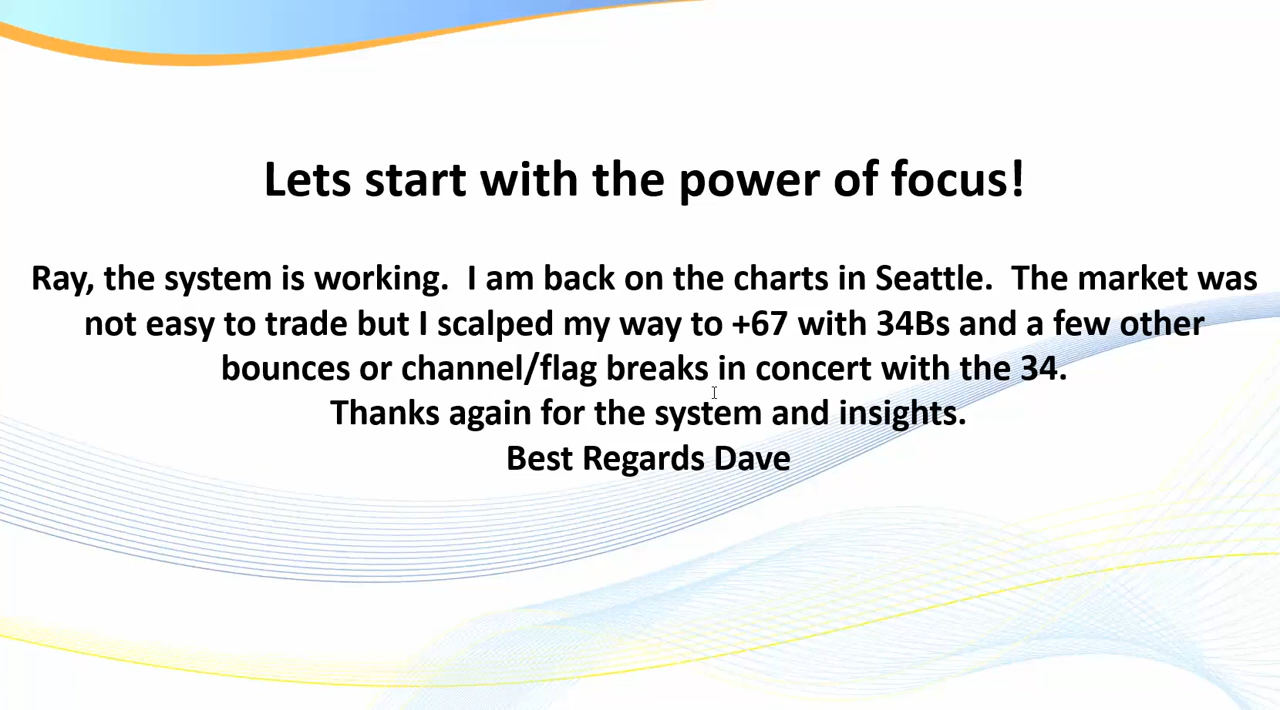 Lets start with the power of focus!
Ray, the system is working.  I am back on the charts in Seattle.  The market was
not easy to trade but I scalped my way to +67 with 34Bs and a few other
bounces or channel/flag breaks in concert with the 34.
Thanks again for the system and insights.
Best Regards Dave